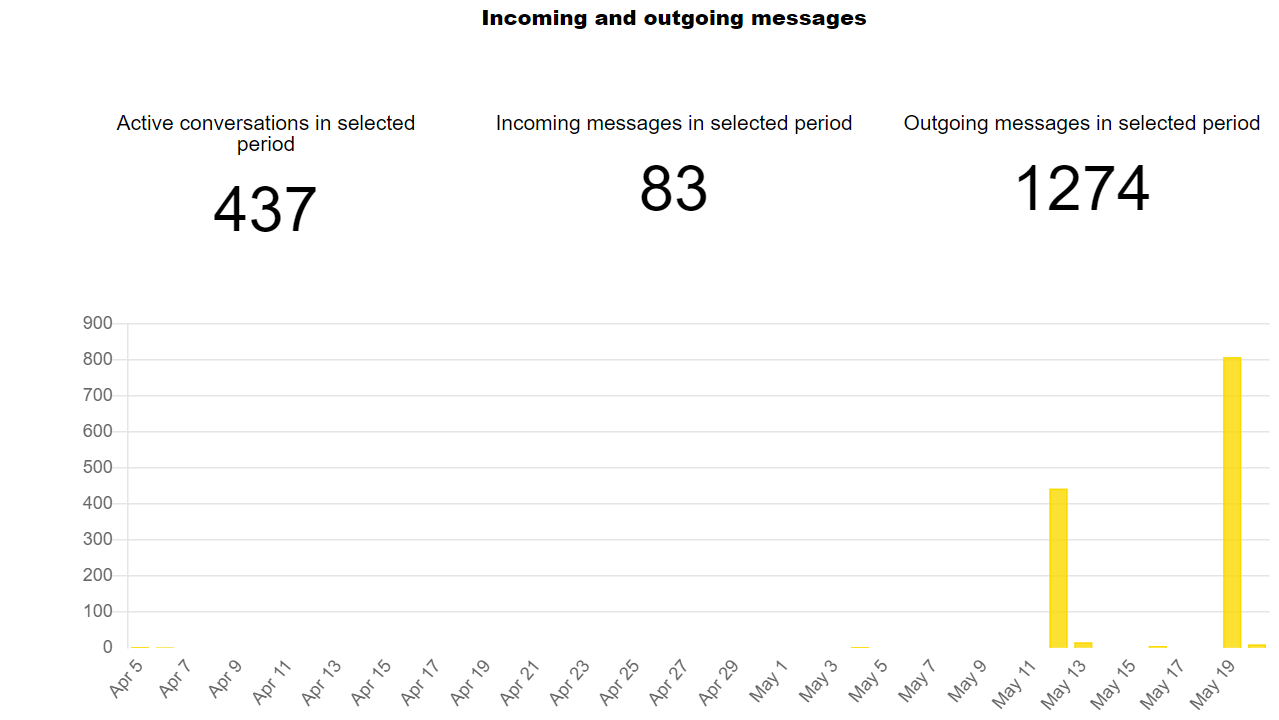 Incoming and outgoing messages
Active conversations in selected
period
437
Incoming messages in selected period
83
Outgoing messages in selected period
1274
900
800
700
600
500
400
300
200
100
0
Apr 5
Apr 7
Apr 9
Apr 11
Apr 13
Apr 15
Apr 17
Apr 19
Apr 21
Apr 23
Apr 25
Apr 27
Apr 29
May 1
May 3
May 5
May 7
May 9
May 11
May 13
May 15
May 17
May 19